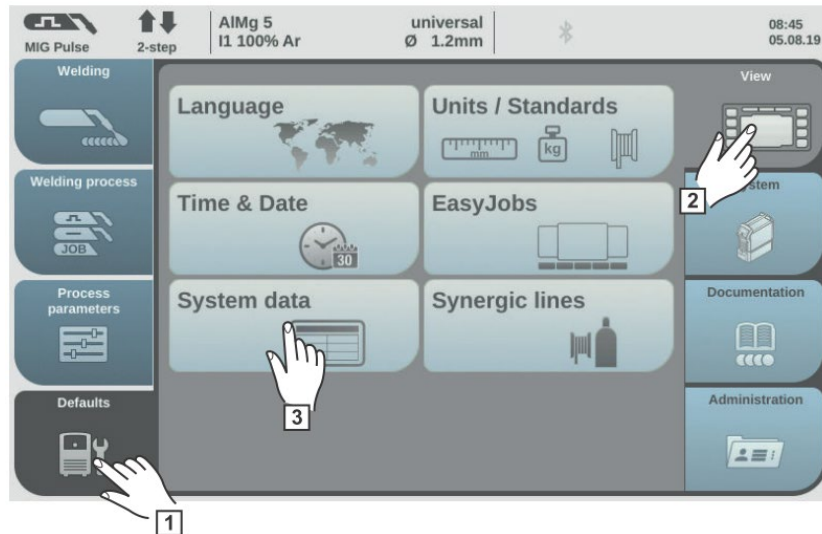 MIG Pulse
2-step
AlMg 5
I1 100% Ar
universal
Ø 1.2mm
08:45
05.08.19
Welding
Welding process
JOB
Process
parameters
Defaults
Language
Units / Standards
mm
kg
Time & Date
30
EasyJobs
System data
Synergic lines
View
stem
Documentation
Administration
1
2
3